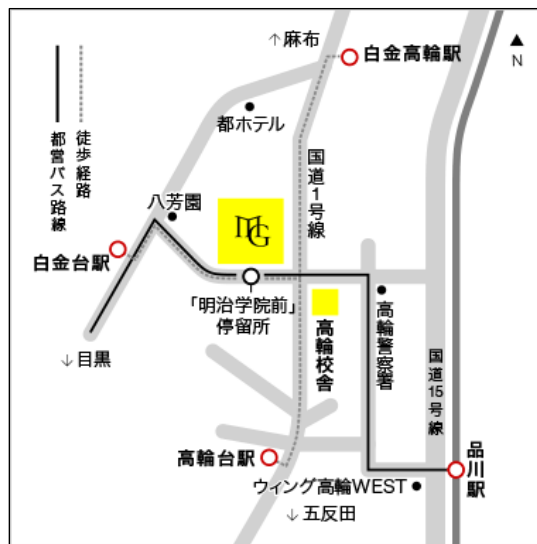 ↑麻布
白金高輪駅
▲
N
都営バス路線
徒歩経路
都ホテル
国道1号線
八芳園
MG
白金台駅
「明治学院前」
停留所
高輪校舎
高輪警察署
国道15号線
↓目黒
高輪台駅
品川駅
ウィング高輪WEST
↓五反田